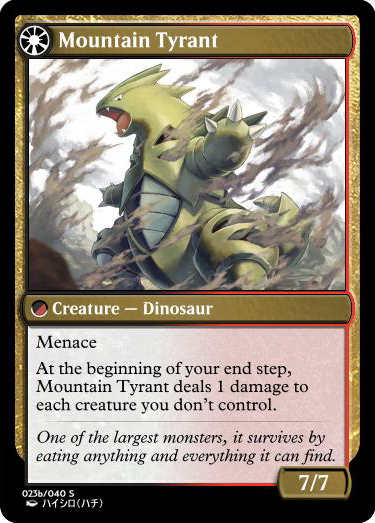 Mountain Tyrant
Creature — Dinosaur
Menace
At the beginning of your end step,
Mountain Tyrant deals 1 damage to
each creature you don't control.
One of the largest monsters, it survives by
eating anything and everything it can find.
7/7
023b/040 S
ハイシロ(ハチ)